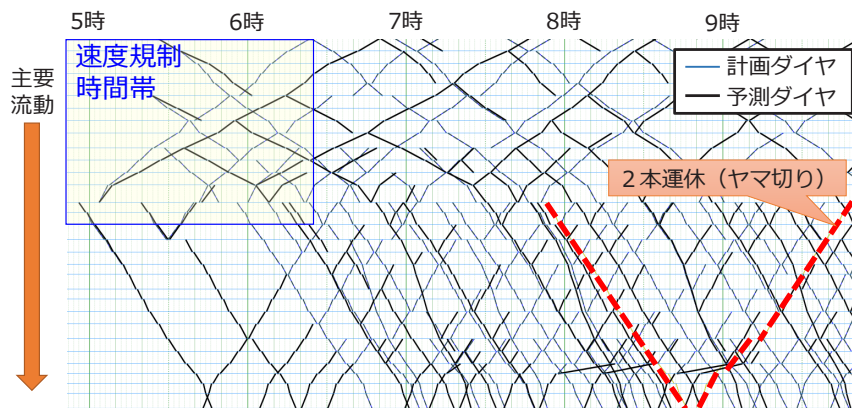 5時 6時 7時 8時 9時
速度規制
時間帯
主要
流動
計画ダイヤ
予測ダイヤ
2本運休（ヤマ切り）